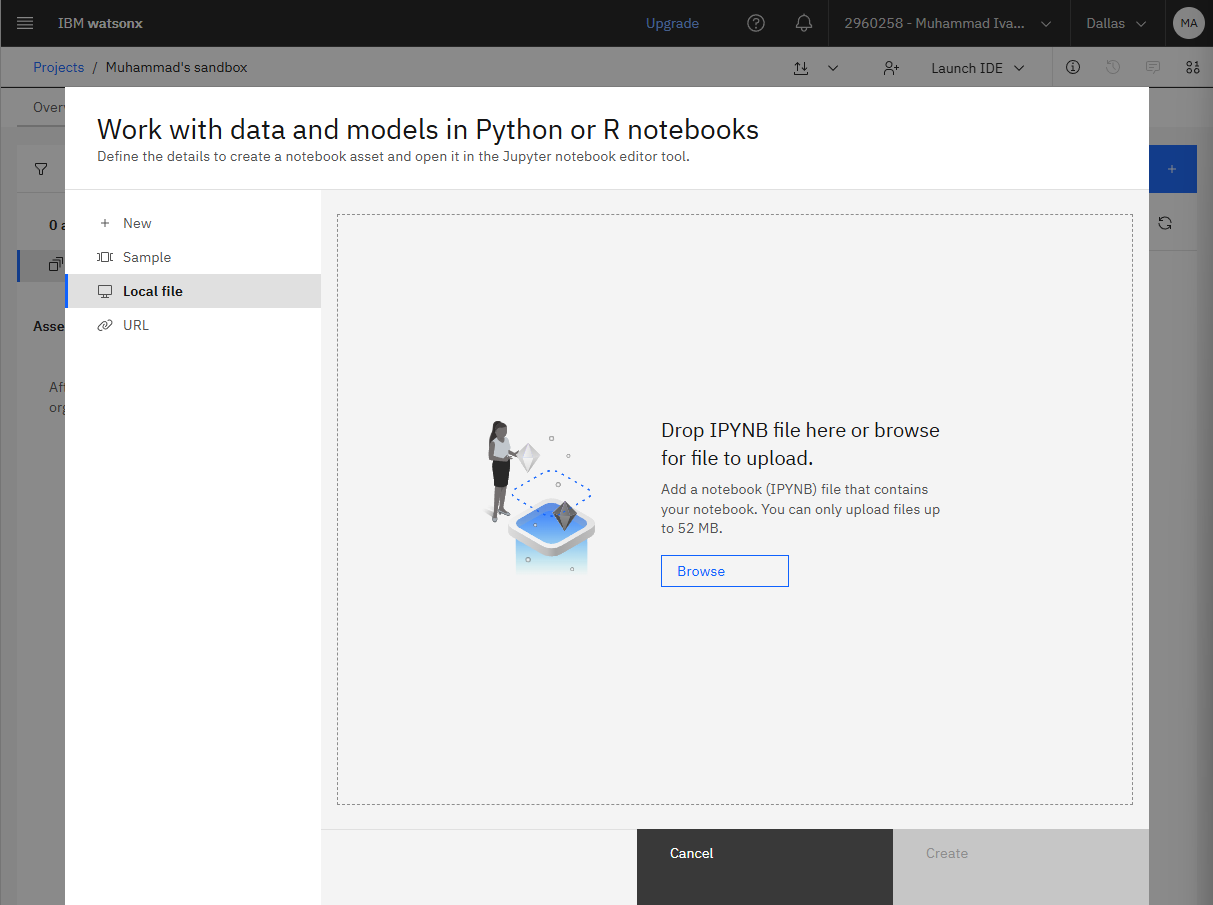 IBM watsonx
Upgrade
2960258 - Muhammad Iva...
Dallas
MA
Projects / Muhammad's sandbox
Launch IDE
Over
Work with data and models in Python or R notebooks
Define the details to create a notebook asset and open it in the Jupyter notebook editor tool.
New
0 a
Sample
Local file
URL
Asse
Aft
org
Drop IPYNB file here or browse
for file to upload.
Add a notebook (IPYNB) file that contains
your notebook. You can only upload files up
to 52 MB.
Browse
Cancel
Create